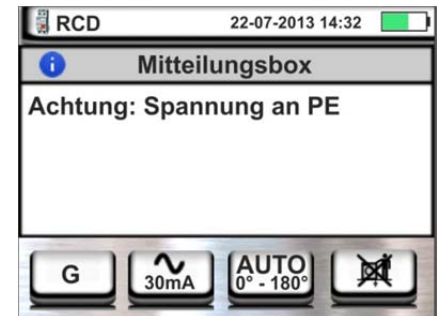 RCD 22-07-2013 14:32
Mitteilungsbox
Achtung: Spannung an PE
G
30mA
AUTO
0° - 180°